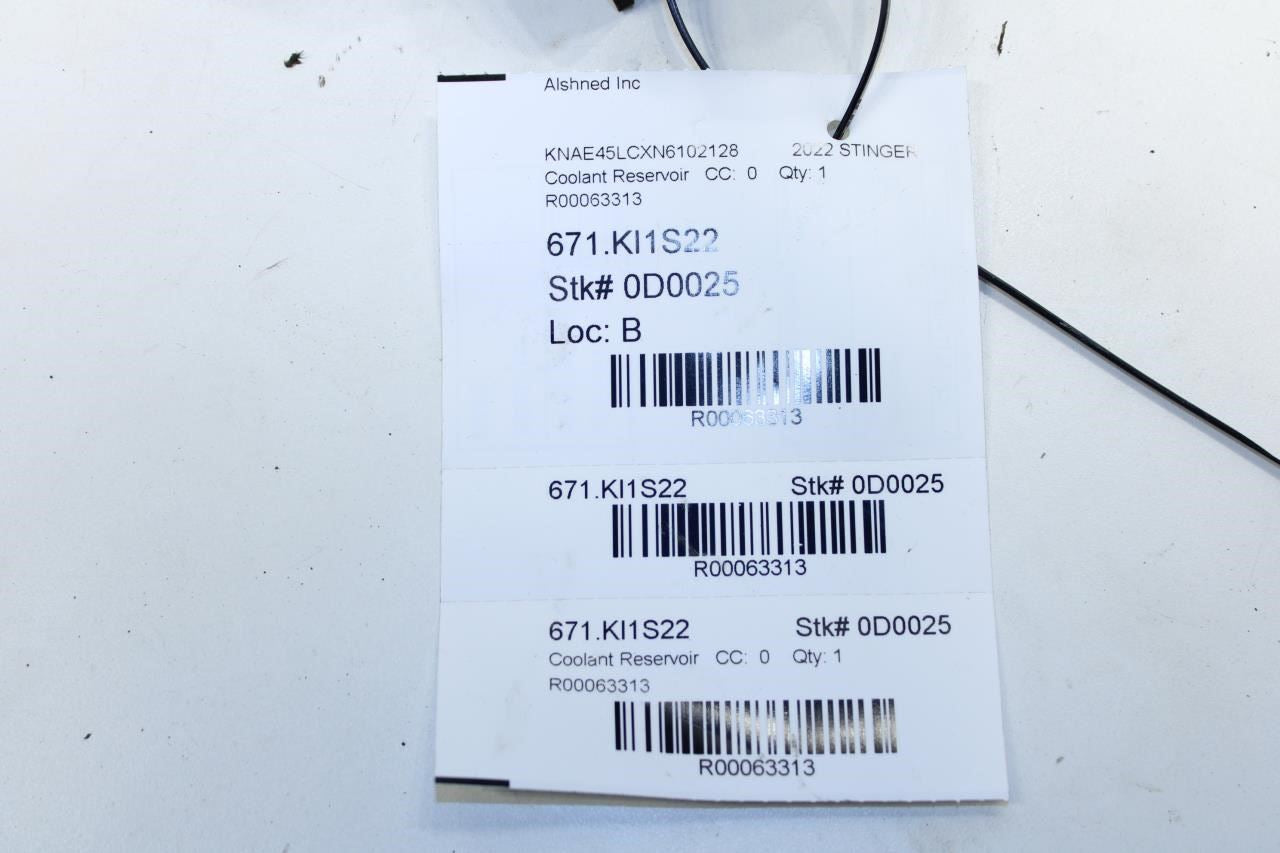 Alshned Inc
KNAE45LCXN6102128 2022 STINGER
Coolant Reservoir CC: 0 Qty: 1
R00063313
671.KI1S22
Stk# 0D0025
Loc: B
R00063313
671.KI1S22 Stk# 0D0025
R00063313
671.KI1S22 Stk# 0D0025
Coolant Reservoir CC: 0 Qty: 1
R00063313
R00063313